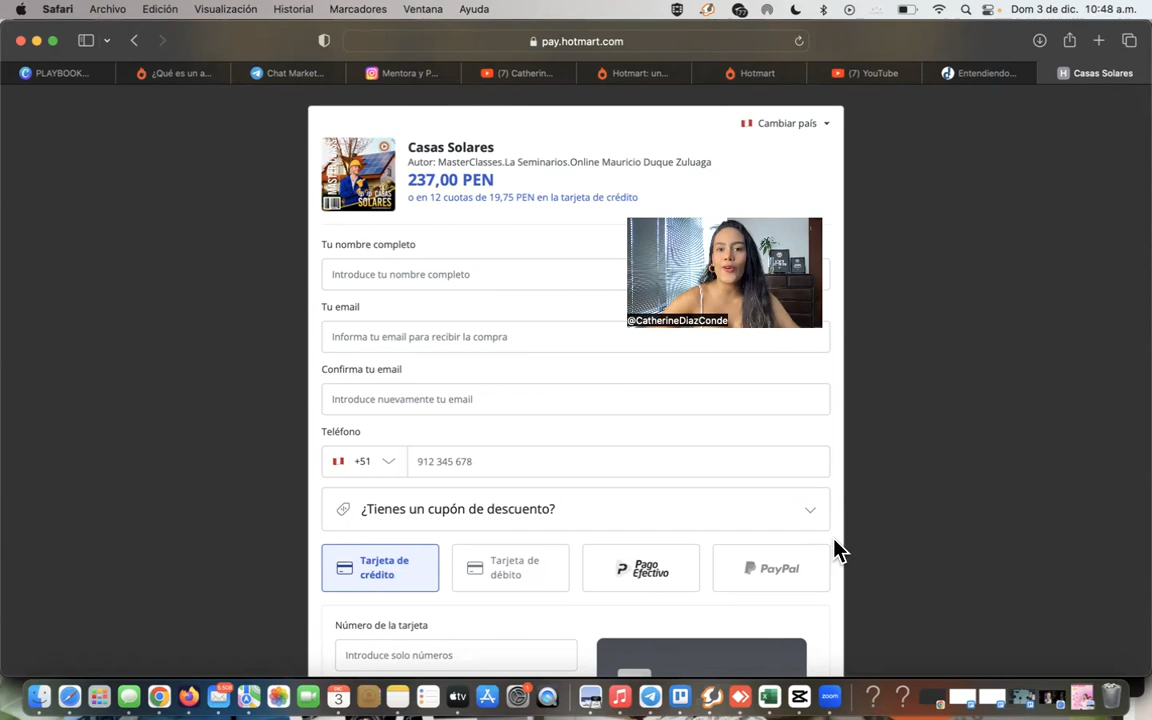 Safari Archivo Edición Visualización Historial Marcadores Ventana Ayuda Dom 3 de dic. 10:48 a.m.
pay.hotmart.com
PLAYBOOK... ¿Qué es un a... Chat Market... Mentora y P... (7) Catherin... Hotmart: un... Hotmart (7) YouTube Entendiendo... H Casas Solares
Cambiar país
Casas Solares
Autor: MasterClasses.La Seminarios.Online Mauricio Duque Zuluaga
237,00 PEN
o en 12 cuotas de 19,75 PEN en la tarjeta de crédito
CASAS
SOLARES
Tu nombre completo
Introduce tu nombre completo
@CatherineDiazConde
Tu email
Informa tu email para recibir la compra
Confirma tu email
Introduce nuevamente tu email
Teléfono
+51 912 345 678
¿Tienes un cupón de descuento?
Tarjeta de
crédito
Tarjeta de
débito
Pago
Efectivo
PayPal
Número de la tarjeta
Introduce solo números